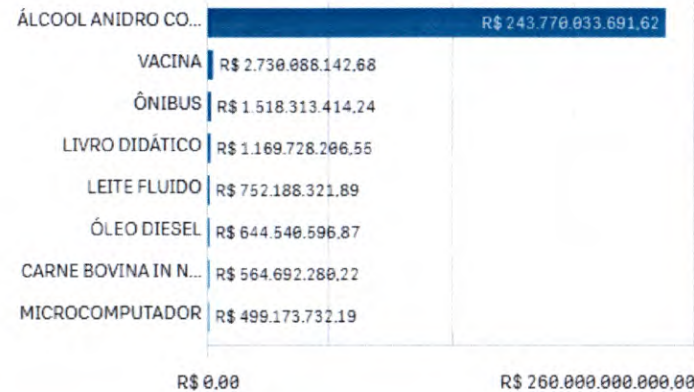 ÁLCOOL ANIDRO CO... R$ 243.770.033.691,62
VACINA R$ 2.730.088.142,68
ÔNIBUS R$ 1.518.313.414,24
LIVRO DIDÁTICO R$ 1.169.728.206,55
LEITE FLUIDO R$ 752.188.321,89
ÓLEO DIESEL R$ 644.540.596,87
CARNE BOVINA IN N... R$ 564.692.280,22
MICROCOMPUTADOR R$ 499.173.732,19
R$ 0,00 R$ 260.000.000.000,00